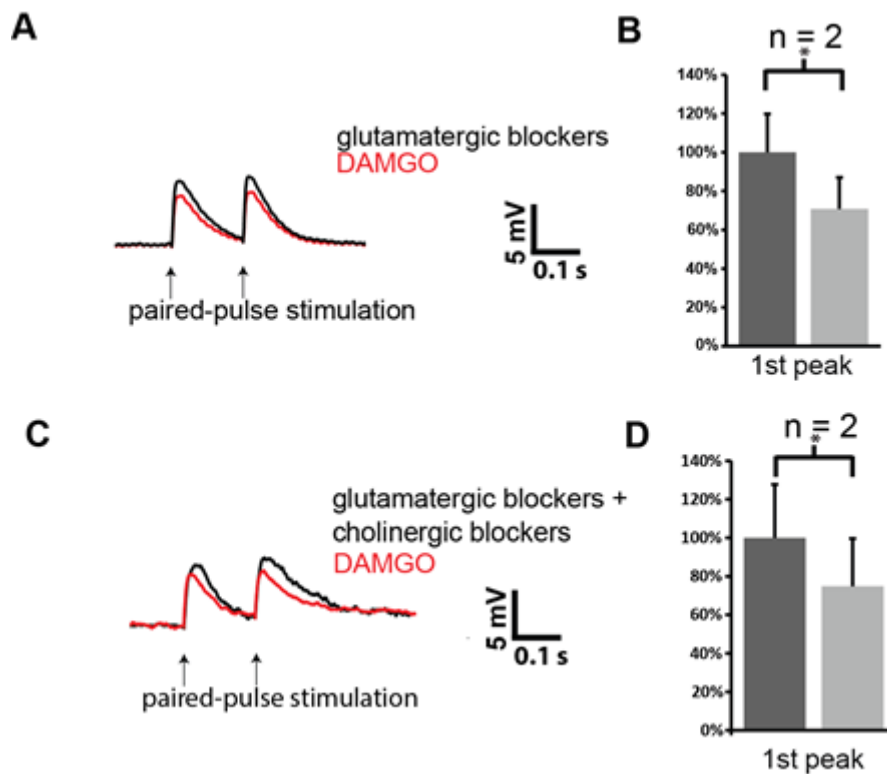 A
glutamatergic blockers
DAMGO
5 mV
0.1 s
paired-pulse stimulation
B
n = 2
*
140%
120%
100%
80%
60%
40%
20%
0%
1st peak
C
glutamatergic blockers +
cholinergic blockers
DAMGO
5 mV
0.1 s
paired-pulse stimulation
D
n = 2
*
140%
120%
100%
80%
60%
40%
20%
0%
1st peak